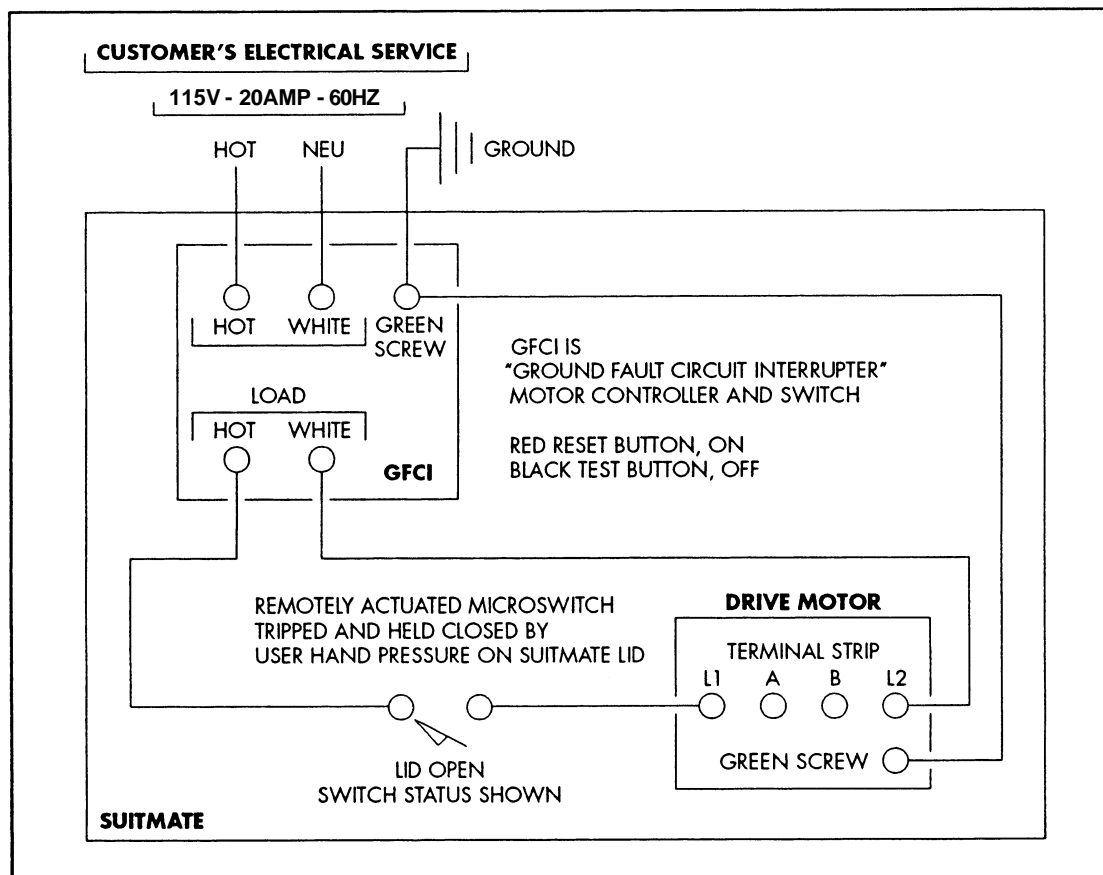 CUSTOMER'S ELECTRICAL SERVICE
115V - 20AMP - 60HZ
HOT NEU
GROUND
HOT WHITE GREEN
SCREW
LOAD
HOT WHITE
GFCI
GFCI IS
"GROUND FAULT CIRCUIT INTERRUPTER"
MOTOR CONTROLLER AND SWITCH
RED RESET BUTTON, ON
BLACK TEST BUTTON, OFF
REMOTELY ACTUATED MICROSWITCH
TRIPPED AND HELD CLOSED BY
USER HAND PRESSURE ON SUITMATE LID
DRIVE MOTOR
TERMINAL STRIP
L1 A B L2
GREEN SCREW
LID OPEN
SWITCH STATUS SHOWN
SUITMATE